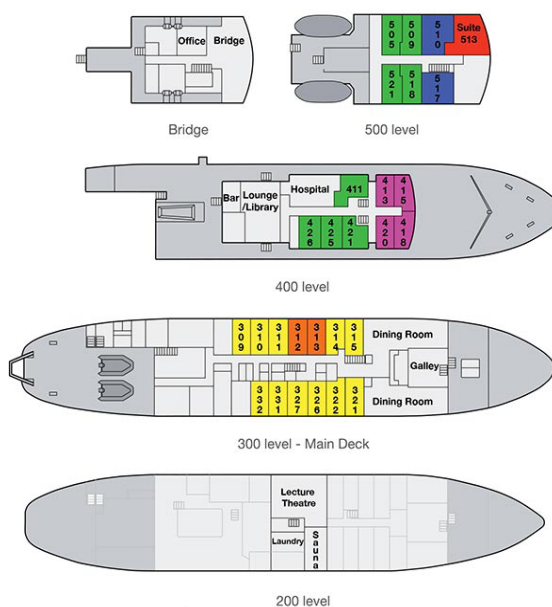 Office
Bridge
Bridge
505
509
510
Suite
513
521
518
517
500 level
Bar
Lounge
/Library
Hospital
411
413
415
426
425
421
420
418
400 level
309
310
311
312
313
314
315
Dining Room
Galley
332
331
327
326
322
321
Dining Room
300 level - Main Deck
Lecture
Theatre
Laundry
Sauna
200 level